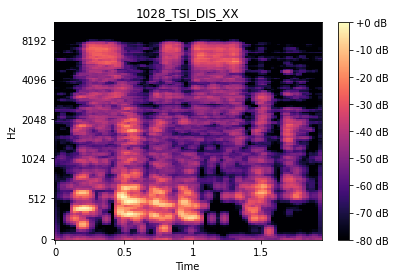 1028_TSI_DIS_XX
+0 dB
8192
-10 dB
4096
-20 dB
-30 dB
2048
Hz
-40 dB
1024
-50 dB
512
-60 dB
-70 dB
0
-80 dB
0
0.5
1
1.5
Time